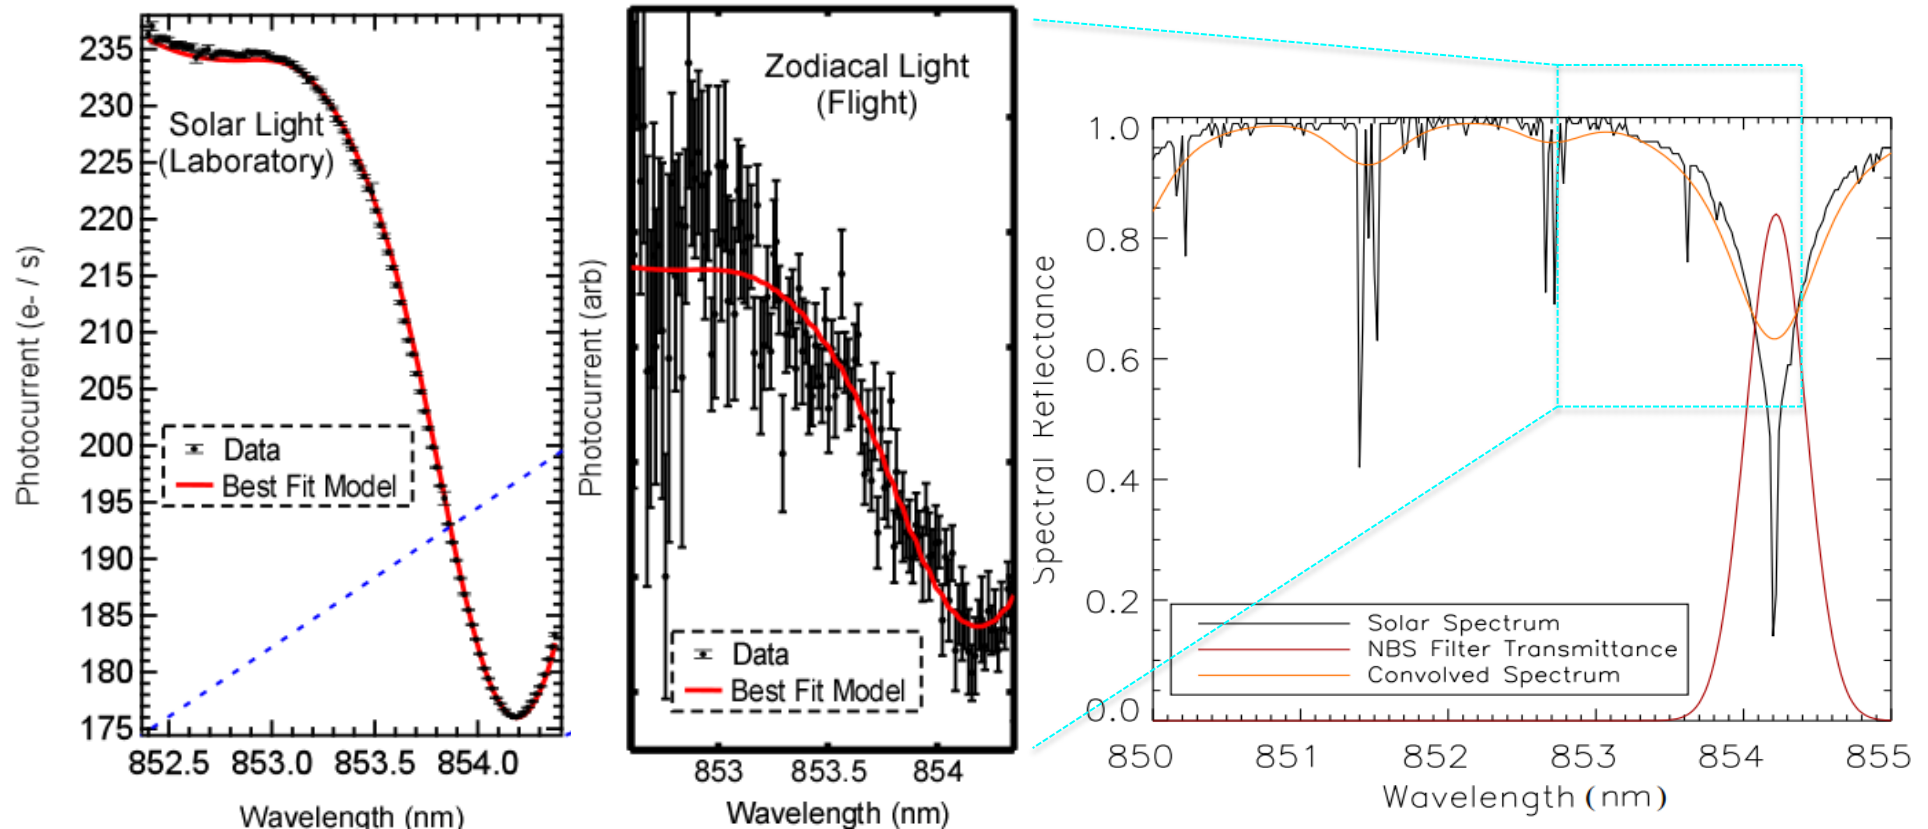 Solar Light
(Laboratory)
Data
Best Fit Model
Photocurrent (e- / s)
235
230
225
220
215
210
205
200
195
190
185
180
175
852.5 853.0 853.5 854.0
Wavelength (nm)
Zodiacal Light
(Flight)
Data
Best Fit Model
Photocurrent (arb)
853 853.5 854
Wavelength (nm)
Spectral Reflectance
1.0
0.8
0.6
0.4
0.2
0.0
Solar Spectrum
NBS Filter Transmittance
Convolved Spectrum
850 851 852 853 854 855
Wavelength (nm)